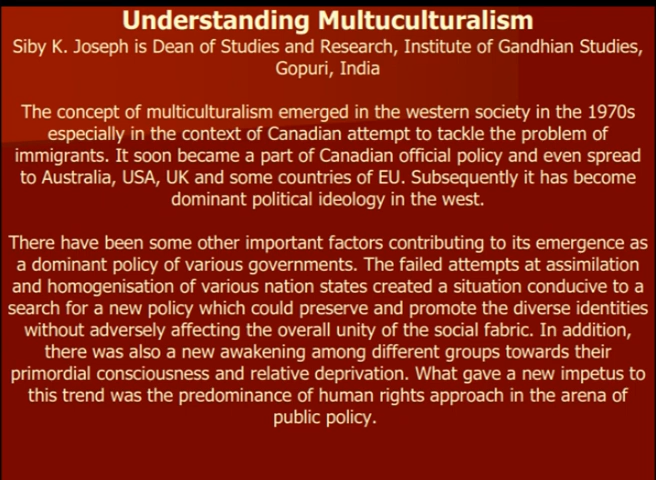 Understanding Multuculturalism
Siby K. Joseph is Dean of Studies and Research, Institute of Gandhian Studies,
Gopuri, India
The concept of multiculturalism emerged in the western society in the 1970s
especially in the context of Canadian attempt to tackle the problem of
immigrants. It soon became a part of Canadian official policy and even spread
to Australia, USA, UK and some countries of EU. Subsequently it has become
dominant political ideology in the west.
There have been some other important factors contributing to its emergence as
a dominant policy of various governments. The failed attempts at assimilation
and homogenisation of various nation states created a situation conducive to a
search for a new policy which could preserve and promote the diverse identities
without adversely affecting the overall unity of the social fabric. In addition,
there was also a new awakening among different groups towards their
primordial consciousness and relative deprivation. What gave a new impetus to
this trend was the predominance of human rights approach in the arena of
public policy.